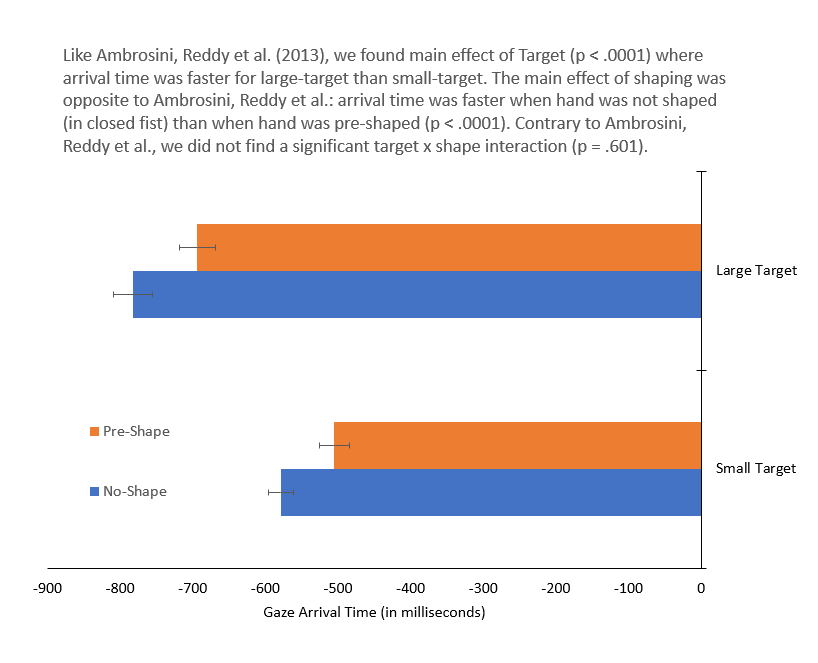 Like Ambrosini, Reddy et al. (2013), we found main effect of Target (p < .0001) where
arrival time was faster for large-target than small-target. The main effect of shaping was
opposite to Ambrosini, Reddy et al.: arrival time was faster when hand was not shaped
(in closed fist) than when hand was pre-shaped (p < .0001). Contrary to Ambrosini,
Reddy et al., we did not find a significant target x shape interaction (p = .601).
Large Target
Pre-Shape
Small Target
No-Shape
-900 -800 -700 -600 -500 -400 -300 -200 -100 0
Gaze Arrival Time (in milliseconds)